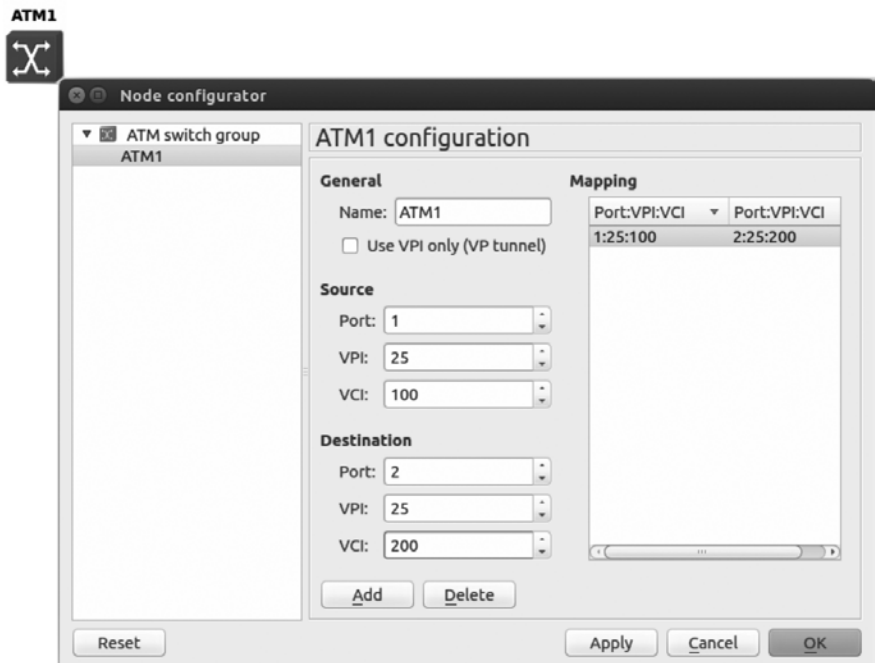 ATM1
Node configurator
ATM switch group
ATM1
ATM1 configuration
General
Name: ATM1
Use VPI only (VP tunnel)
Source
Port: 1
VPI: 25
VCI: 100
Destination
Port: 2
VPI: 25
VCI: 200
Add Delete
Mapping
Port:VPI:VCI Port:VPI:VCI
1:25:100 2:25:200
Reset Apply Cancel OK